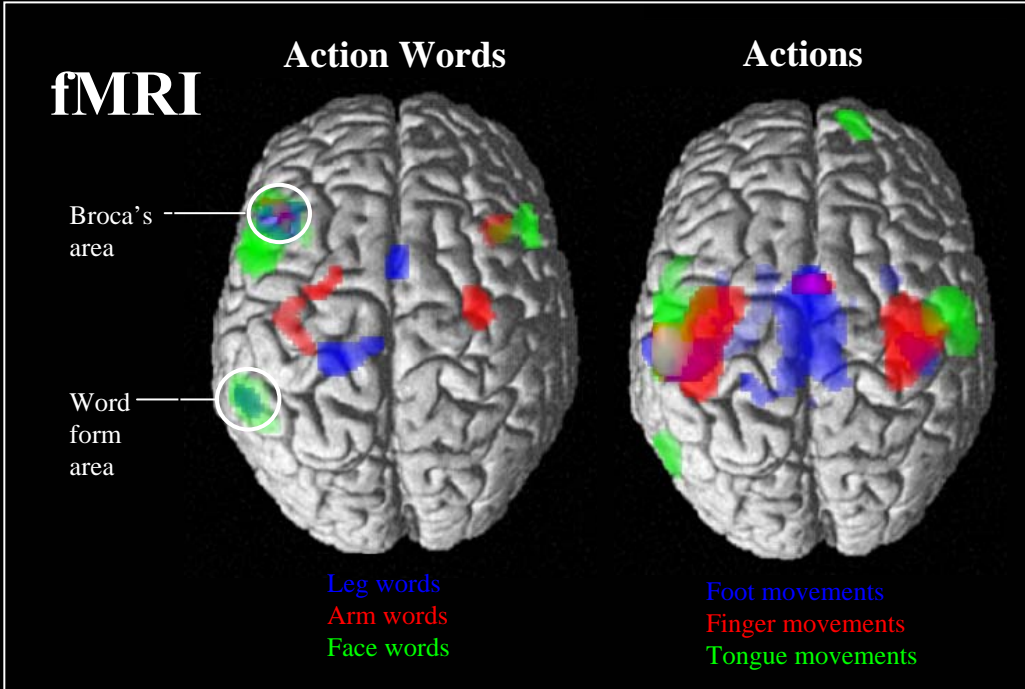 fMRI
Action Words
Actions
Broca's
area
Word
form
area
Leg words
Arm words
Face words
Foot movements
Finger movements
Tongue movements